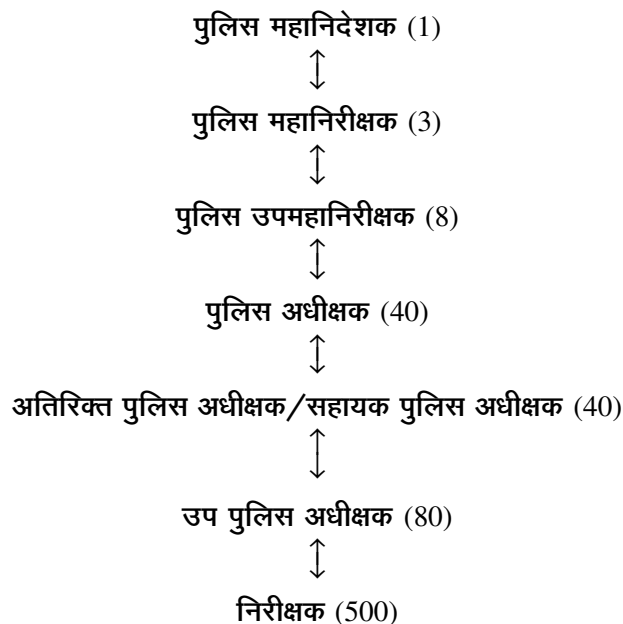 पुलिस महानिदेशक (1)
पुलिस महानिरीक्षक (3)
पुलिस उपमहानिरीक्षक (8)
पुलिस अधीक्षक (40)
अतिरिक्त पुलिस अधीक्षक/सहायक पुलिस अधीक्षक (40)
उप पुलिस अधीक्षक (80)
निरीक्षक (500)